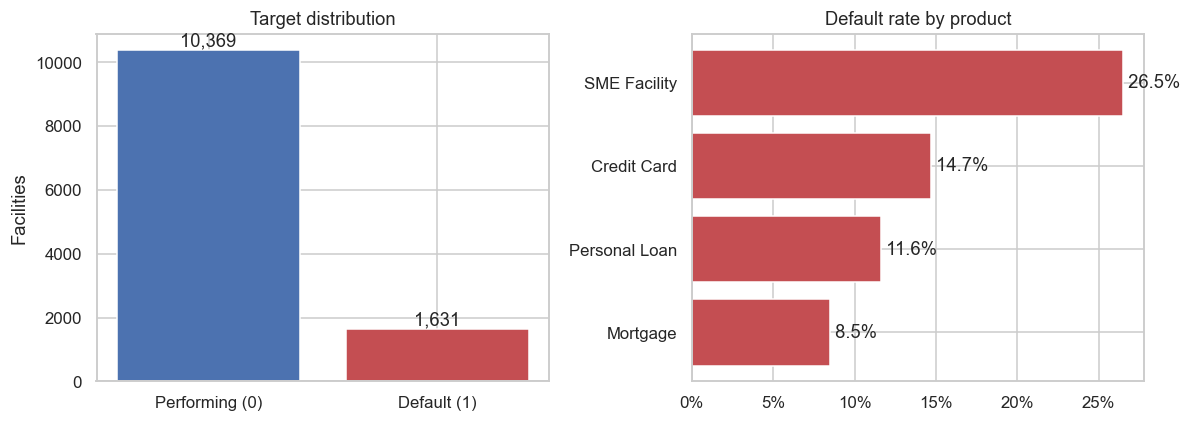 Target distribution
10,369
1,631
10000
8000
6000
4000
2000
0
Facilities
Performing (0)
Default (1)
Default rate by product
SME Facility
26.5%
Credit Card
14.7%
Personal Loan
11.6%
Mortgage
8.5%
0%
5%
10%
15%
20%
25%